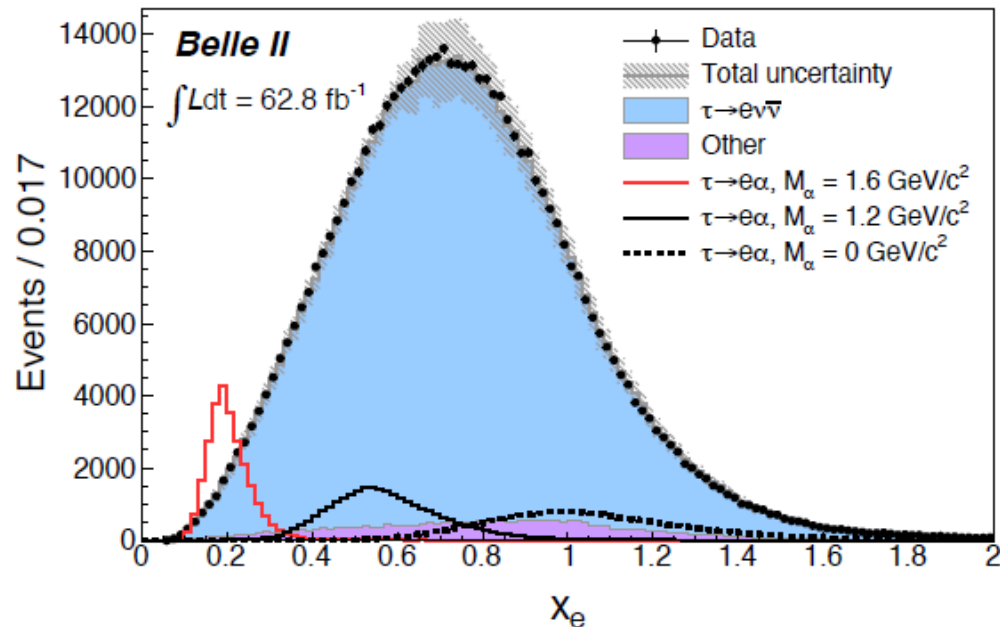 Belle II
∫Ldt = 62.8 fb⁻¹
Data
Total uncertainty
τ→eνν̅
Other
τ→eα, Mα = 1.6 GeV/c²
τ→eα, Mα = 1.2 GeV/c²
τ→eα, Mα = 0 GeV/c²
Events / 0.017
14000
12000
10000
8000
6000
4000
2000
0
0 0.2 0.4 0.6 0.8 1 1.2 1.4 1.6 1.8 2
xₑ